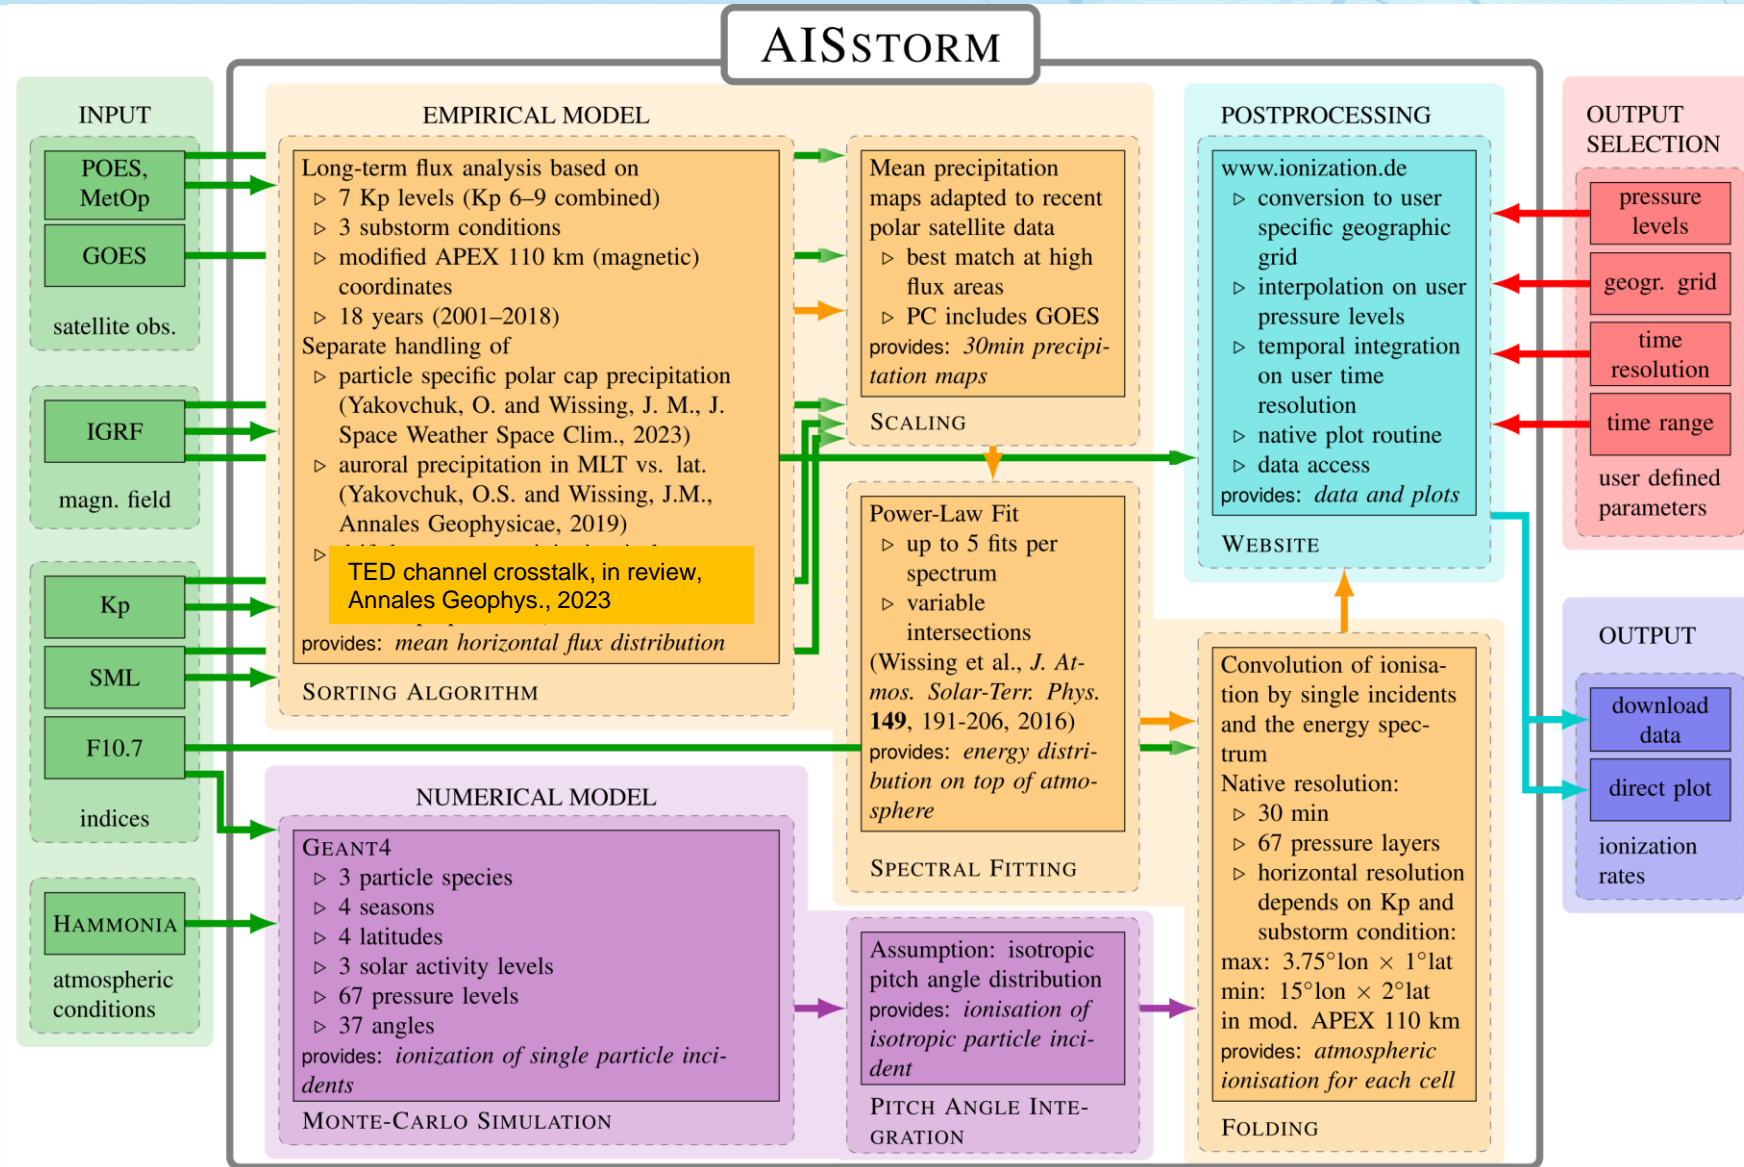 AISSTORM
INPUT
POES,
MetOp
GOES
satellite obs.
IGRF
magn. field
Kp
SML
F10.7
indices
HAMMONIA
atmospheric
conditions
EMPIRICAL MODEL
Long-term flux analysis based on
▷ 7 Kp levels (Kp 6–9 combined)
▷ 3 substorm conditions
▷ modified APEX 110 km (magnetic)
coordinates
▷ 18 years (2001–2018)
Separate handling of
▷ particle specific polar cap precipitation
(Yakovchuk, O. and Wissing, J. M., J.
Space Weather Space Clim., 2023)
▷ auroral precipitation in MLT vs. lat.
(Yakovchuk, O.S. and Wissing, J.M.,
Annales Geophysicae, 2019)
▷
TED channel crosstalk, in review,
Annales Geophys., 2023
provides: mean horizontal flux distribution
SORTING ALGORITHM
Mean precipitation
maps adapted to recent
polar satellite data
▷ best match at high
flux areas
▷ PC includes GOES
provides: 30min precipi-
tation maps
SCALING
Power-Law Fit
▷ up to 5 fits per
spectrum
▷ variable
intersections
(Wissing et al., J. At-
mos. Solar-Terr. Phys.
149, 191-206, 2016)
provides: energy distri-
bution on top of atmo-
sphere
SPECTRAL FITTING
NUMERICAL MODEL
GEANT4
▷ 3 particle species
▷ 4 seasons
▷ 4 latitudes
▷ 3 solar activity levels
▷ 67 pressure levels
▷ 37 angles
provides: ionization of single particle inci-
dents
MONTE-CARLO SIMULATION
Assumption: isotropic
pitch angle distribution
provides: ionisation of
isotropic particle inci-
dent
PITCH ANGLE INTE-
GRATION
POSTPROCESSING
www.ionization.de
▷ conversion to user
specific geographic
grid
▷ interpolation on user
pressure levels
▷ temporal integration
on user time
resolution
▷ native plot routine
▷ data access
provides: data and plots
WEBSITE
Convolution of ionisa-
tion by single incidents
and the energy spec-
trum
Native resolution:
▷ 30 min
▷ 67 pressure layers
▷ horizontal resolution
depends on Kp and
substorm condition:
max: 3.75°lon × 1°lat
min: 15°lon × 2°lat
in mod. APEX 110 km
provides: atmospheric
ionisation for each cell
FOLDING
OUTPUT
SELECTION
pressure
levels
geogr. grid
time
resolution
time range
user defined
parameters
OUTPUT
download
data
direct plot
ionization
rates